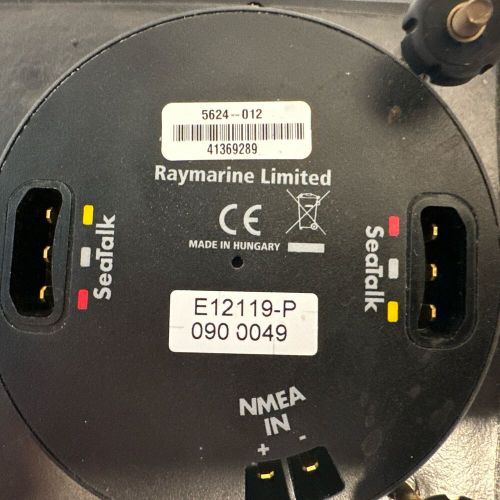 5624-012
41369289
Raymarine Limited
CE
MADE IN HUNGARY
SeaTalk
SeaTalk
E12119-P
090 0049
NMEA
IN
+ -